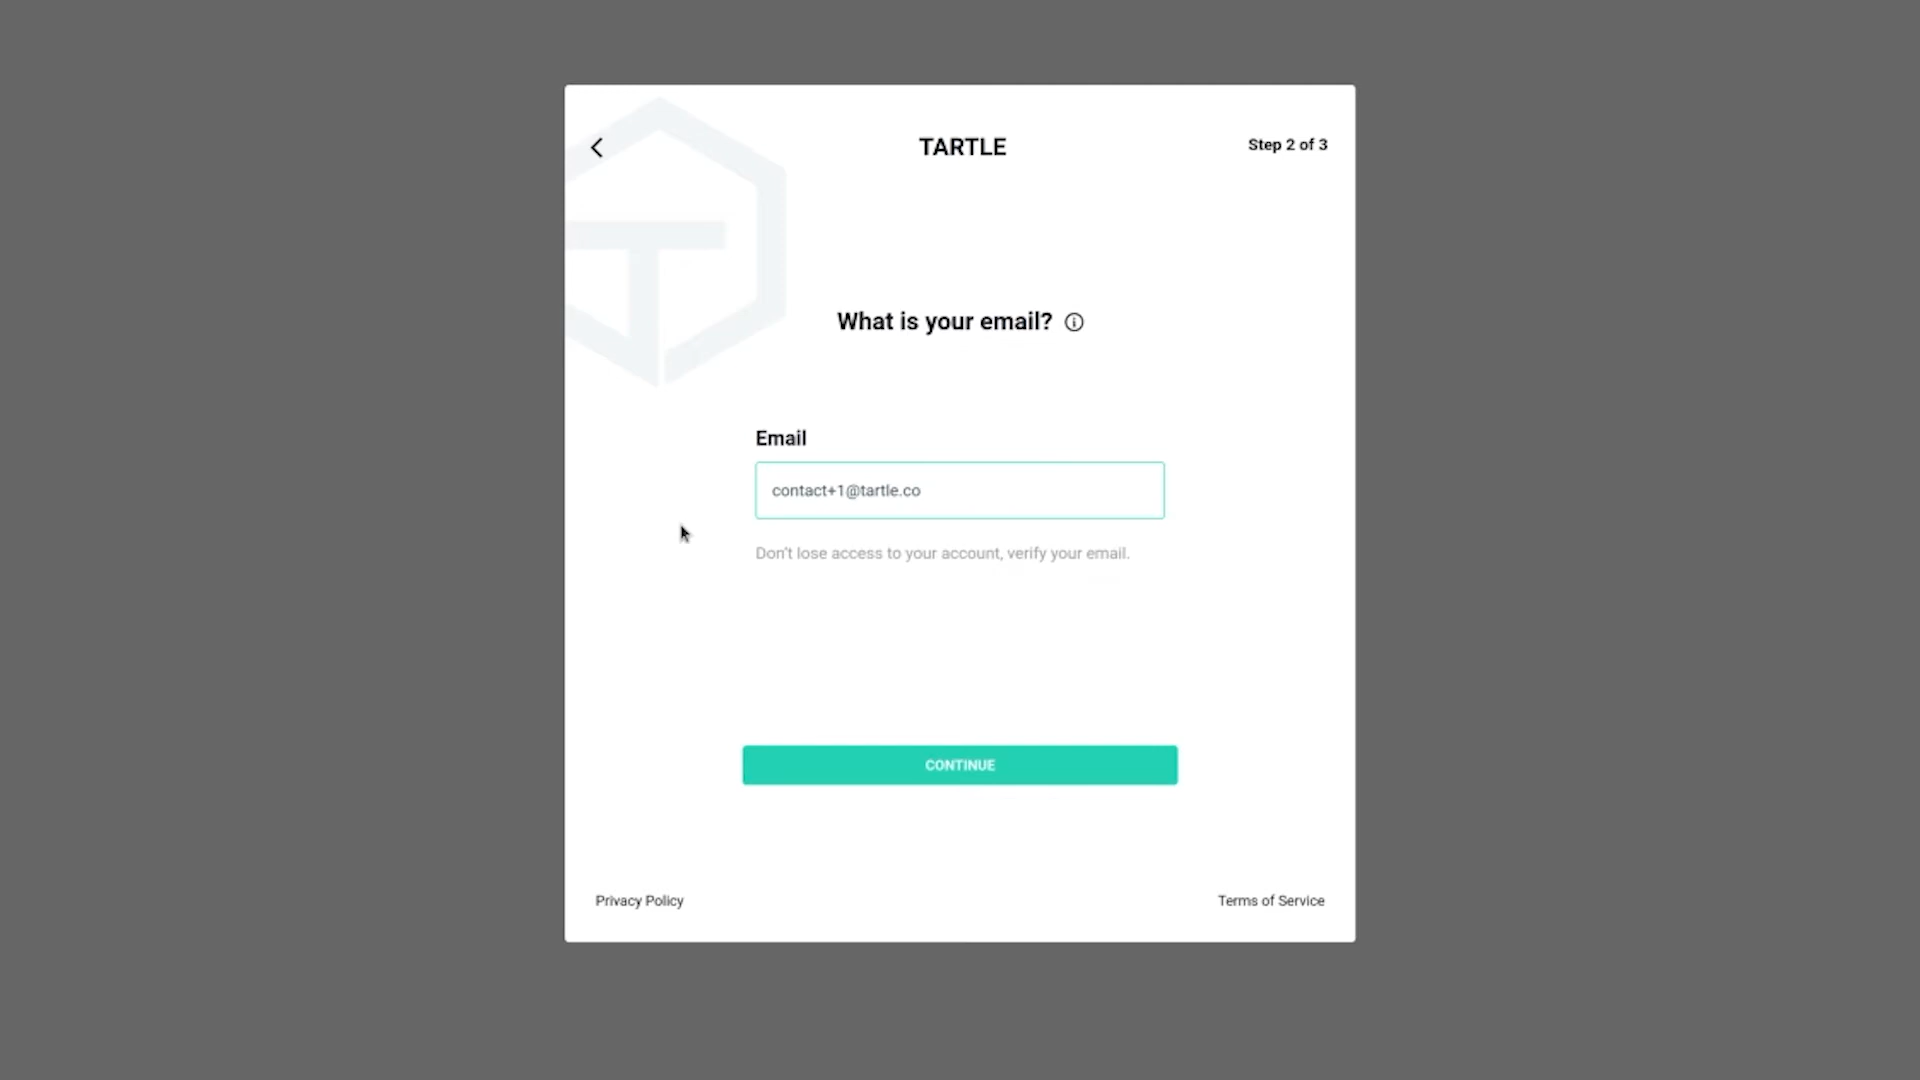 TARTLE
Step 2 of 3
What is your email?
Email
contact+1@tartle.co
Don't lose access to your account, verify your email.
CONTINUE
Privacy Policy
Terms of Service